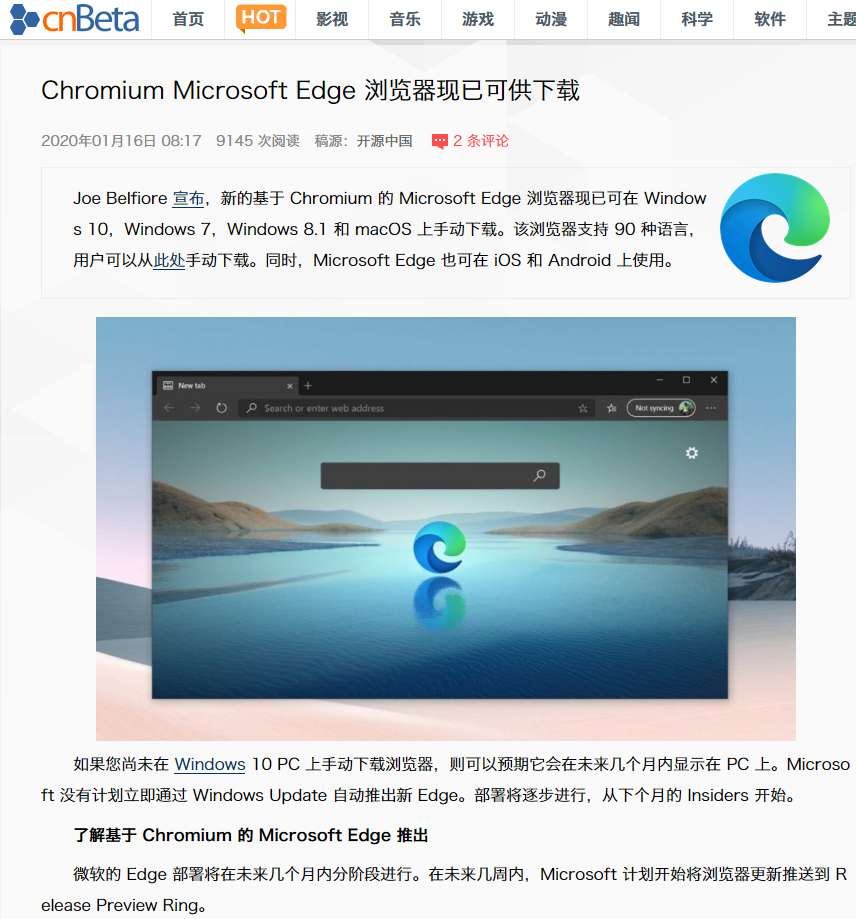 cnBeta 首页 HOT 影视 音乐 游戏 动漫 趣闻 科学 软件 主题
Chromium Microsoft Edge 浏览器现已可供下载
2020年01月16日 08:17 9145 次阅读 稿源：开源中国 2 条评论
Joe Belfiore 宣布，新的基于 Chromium 的 Microsoft Edge 浏览器现已可在 Window
s 10，Windows 7，Windows 8.1 和 macOS 上手动下载。该浏览器支持 90 种语言，
用户可以从此处手动下载。同时，Microsoft Edge 也可在 iOS 和 Android 上使用。
New tab
Search or enter web address Not syncing
如果您尚未在 Windows 10 PC 上手动下载浏览器，则可以预期它会在未来几个月内显示在 PC 上。Microso
ft 没有计划立即通过 Windows Update 自动推出新 Edge。部署将逐步进行，从下个月的 Insiders 开始。
了解基于 Chromium 的 Microsoft Edge 推出
微软的 Edge 部署将在未来几个月内分阶段进行。在未来几周内，Microsoft 计划开始将浏览器更新推送到 R
elease Preview Ring。